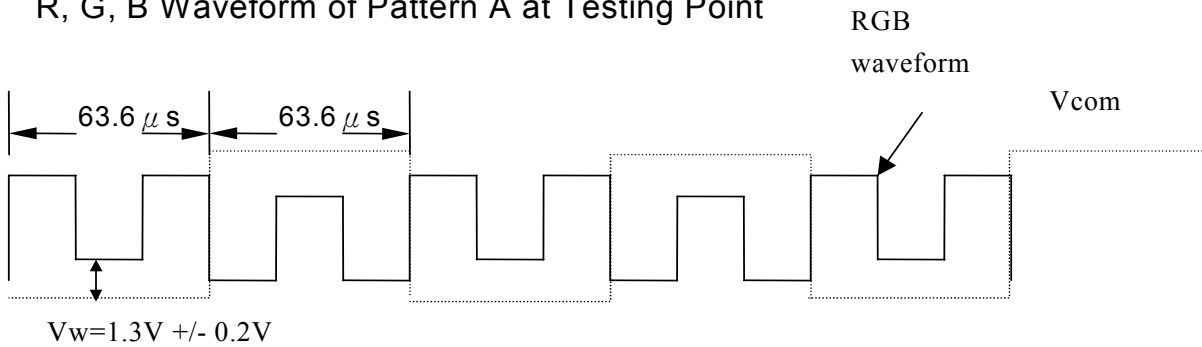 R, G, B Waveform of Pattern A at Testing Point
RGB
waveform
Vcom
63.6 μ s
63.6 μ s
Vw=1.3V +/- 0.2V